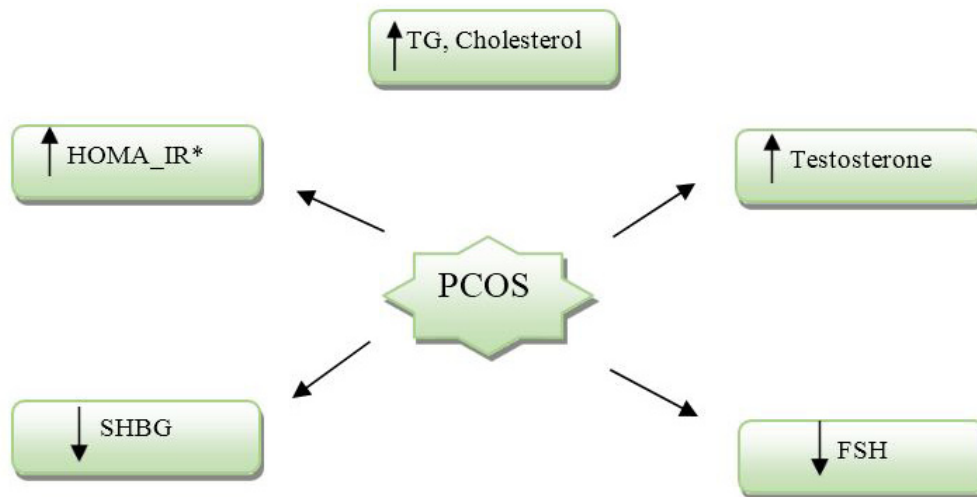 TG, Cholesterol
HOMA_IR*
Testosterone
PCOS
SHBG
FSH